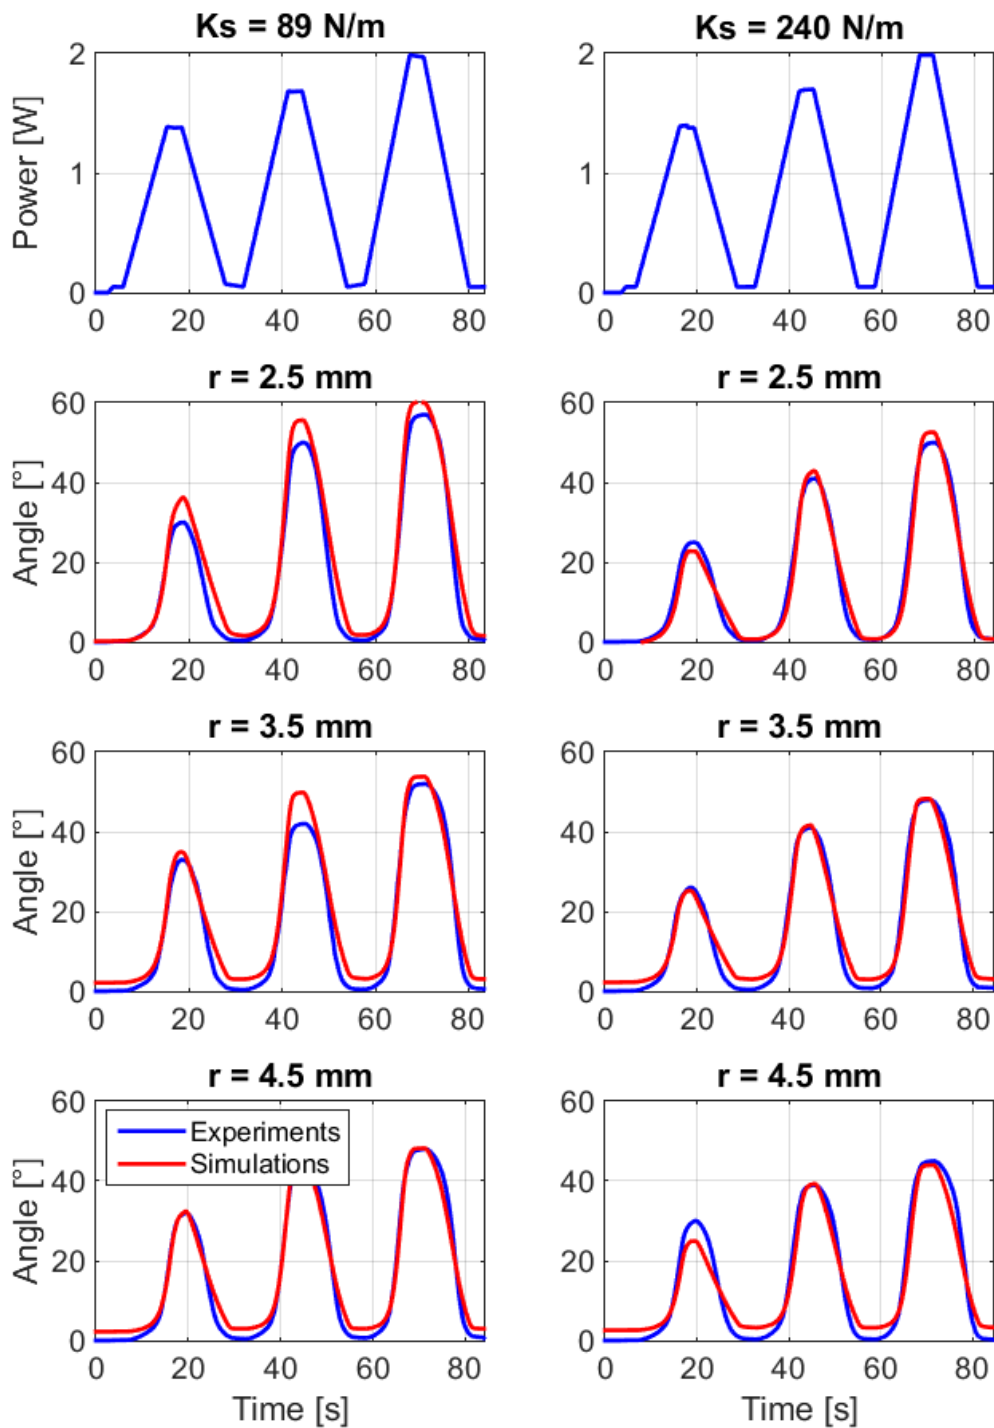 Ks = 89 N/m
Ks = 240 N/m
Power [W]
2
1
0
0 20 40 60 80
2
1
0
0 20 40 60 80
r = 2.5 mm
r = 2.5 mm
Angle [°]
60
40
20
0
0 20 40 60 80
60
40
20
0
0 20 40 60 80
r = 3.5 mm
r = 3.5 mm
Angle [°]
60
40
20
0
0 20 40 60 80
60
40
20
0
0 20 40 60 80
r = 4.5 mm
r = 4.5 mm
Angle [°]
60
40
20
0
Experiments
Simulations
0 20 40 60 80
Time [s]
60
40
20
0
0 20 40 60 80
Time [s]